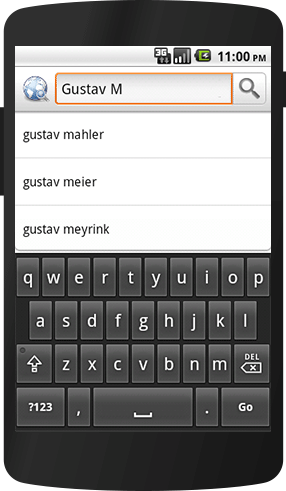 3G 11:00 PM
Gustav M
gustav mahler
gustav meier
gustav meyrink
q w e r t y u i o p
a s d f g h j k l
z x c v b n m DEL
?123 , . Go